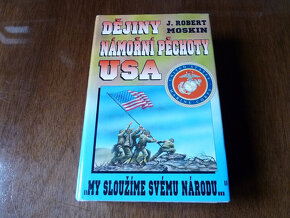 DĚJINY
J. ROBERT
MOSKIN
NÁMOŘNÍ PĚCHOTY
USA
„MY SLOUŽÍME SVÉMU NÁRODU..."